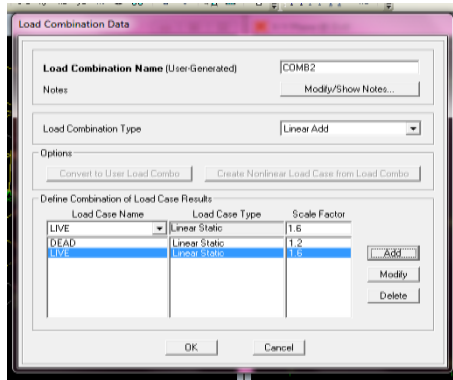 Load Combination Data
Load Combination Name (User-Generated) COMB2
Notes Modify/Show Notes...
Load Combination Type Linear Add
Options
Convert to User Load Combo Create Nonlinear Load Case from Load Combo
Define Combination of Load Case Results
Load Case Name Load Case Type Scale Factor
LIVE Linear Static 1.6
DEAD Linear Static 1.2
LIVE Linear Static 1.6
Add
Modify
Delete
OK Cancel